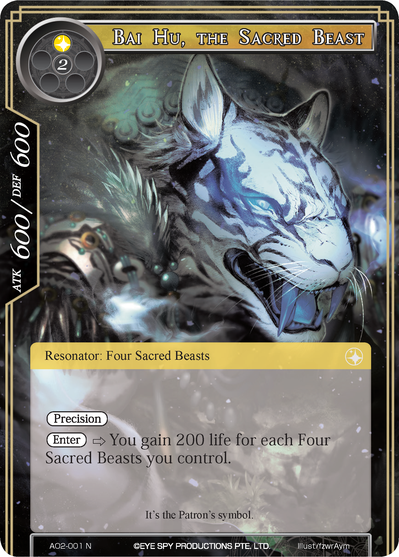 Bai Hu, the Sacred Beast
2
ATK 600 / DEF 600
Resonator: Four Sacred Beasts
Precision
Enter ⇨ You gain 200 life for each Four
Sacred Beasts you control.
It's the Patron's symbol.
AO2-001 N ©EYE SPY PRODUCTIONS PTE. LTD. Illust/fzwrAym